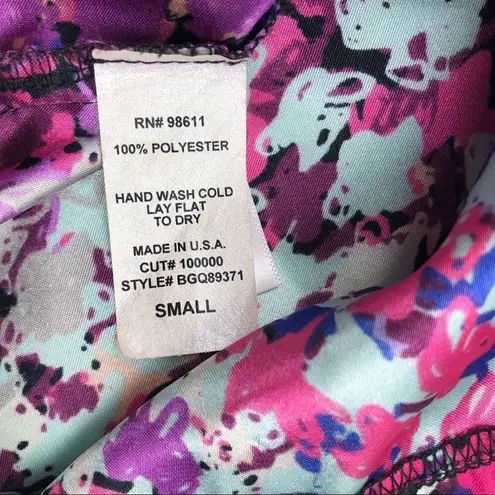 RN# 98611
100% POLYESTER
HAND WASH COLD
LAY FLAT
TO DRY
MADE IN U.S.A.
CUT# 100000
STYLE# BGQ89371
SMALL